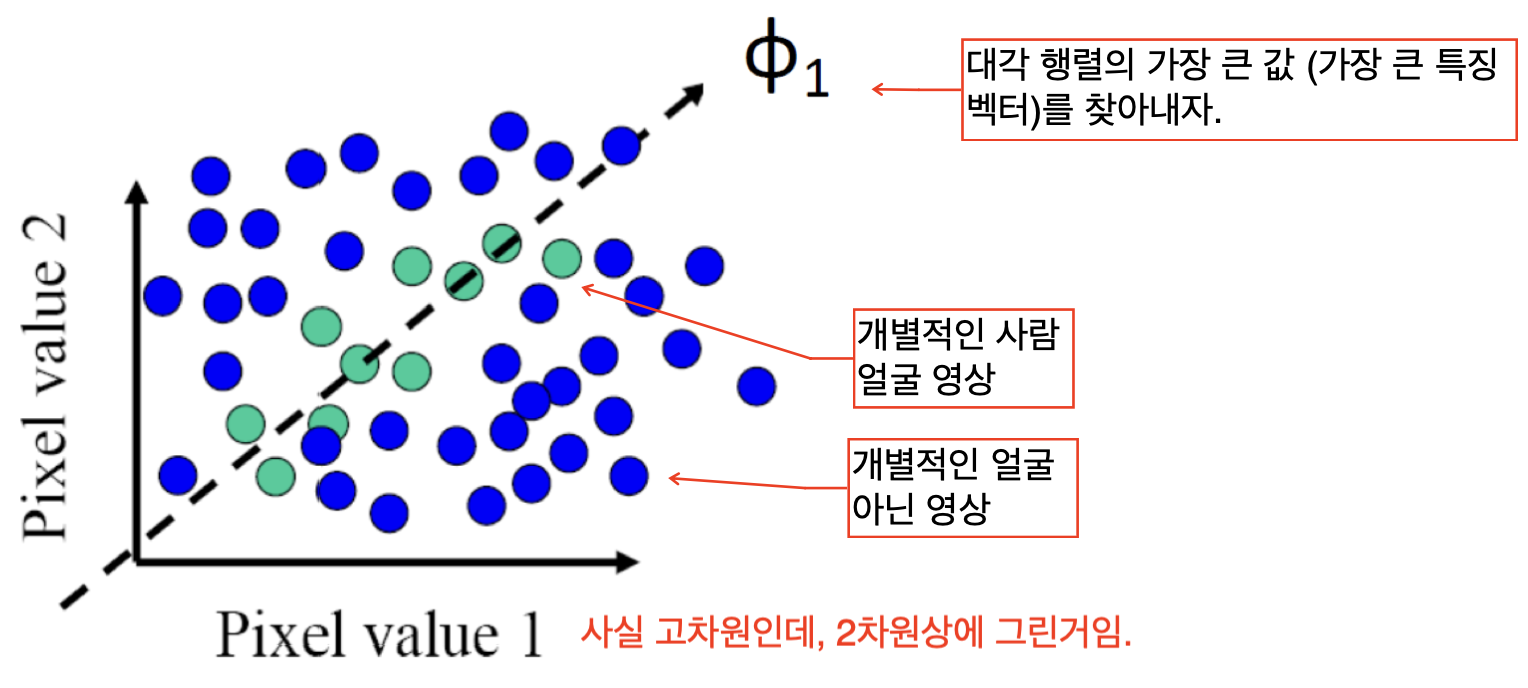 ϕ1
대각 행렬의 가장 큰 값 (가장 큰 특징
벡터)를 찾아내자.
Pixel value 2
개별적인 사람
얼굴 영상
개별적인 얼굴
아닌 영상
Pixel value 1
사실 고차원인데, 2차원상에 그린거임.